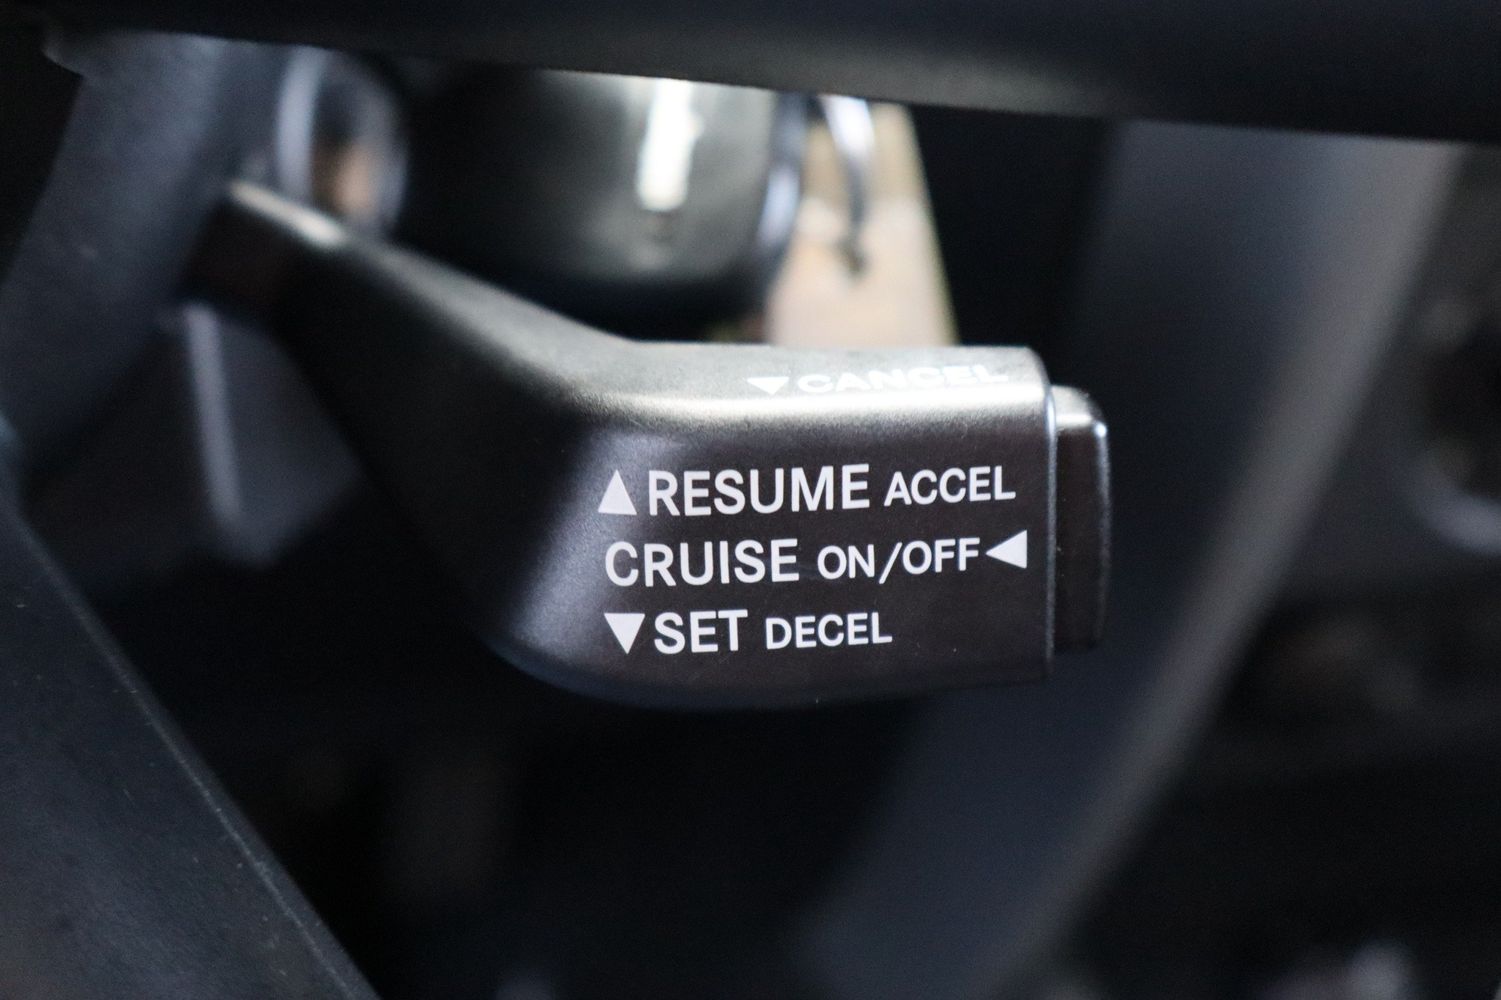 ▼CANCEL
▲RESUME ACCEL
CRUISE ON/OFF◀
▼SET DECEL